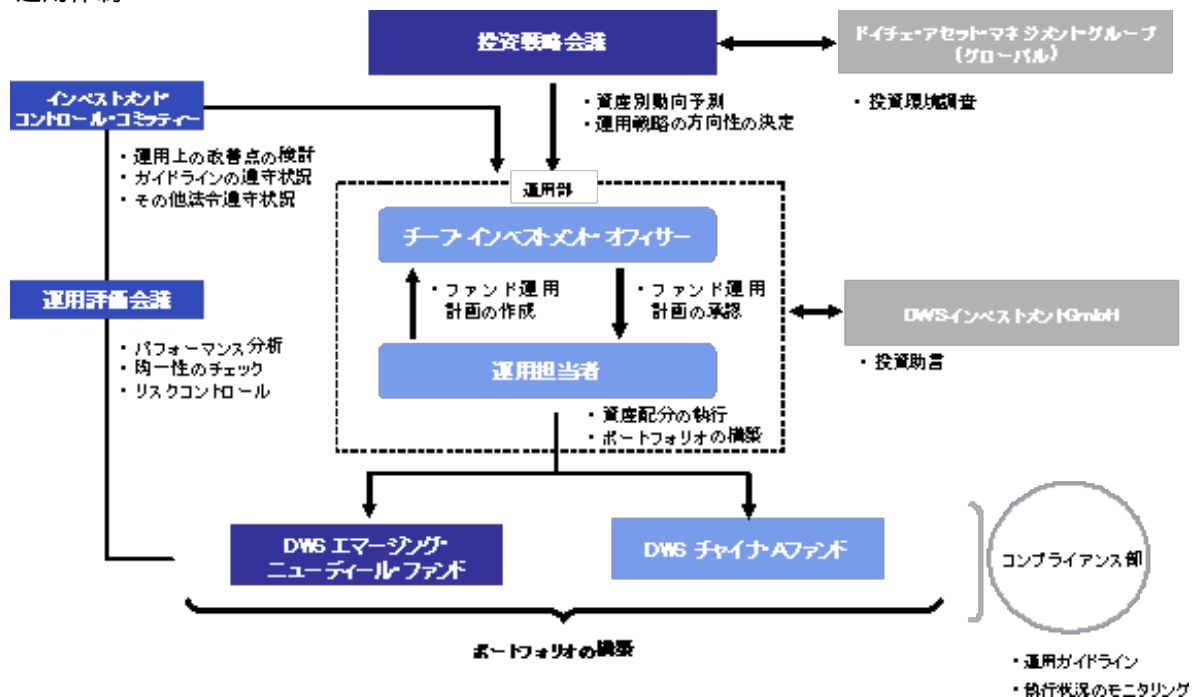 投資戦略会議
ドイチェ・アセット・マネジメントグループ
(グローバル)
・投資環境調査
・資産別動向予測
・運用戦略の方向性の決定
インベストメント・
コントロール・コミッティー
・運用上の改善点の検討
・ガイドラインの遵守状況
・その他法令遵守状況
運用部
チーフ・インベストメント・オフィサー
・ファンド運用
計画の作成
・ファンド運用
計画の承認
運用評価会議
・パフォーマンス分析
・均一性のチェック
・リスクコントロール
DWSインベストメントGmbH
・投資助言
運用担当者
・資産配分の執行
・ポートフォリオの構築
DWS エマージング・
ニューディール・ファンド
DWS チャイナ・Aファンド
コンプライアンス部
ポートフォリオの構築
・運用ガイドライン
・執行状況のモニタリング